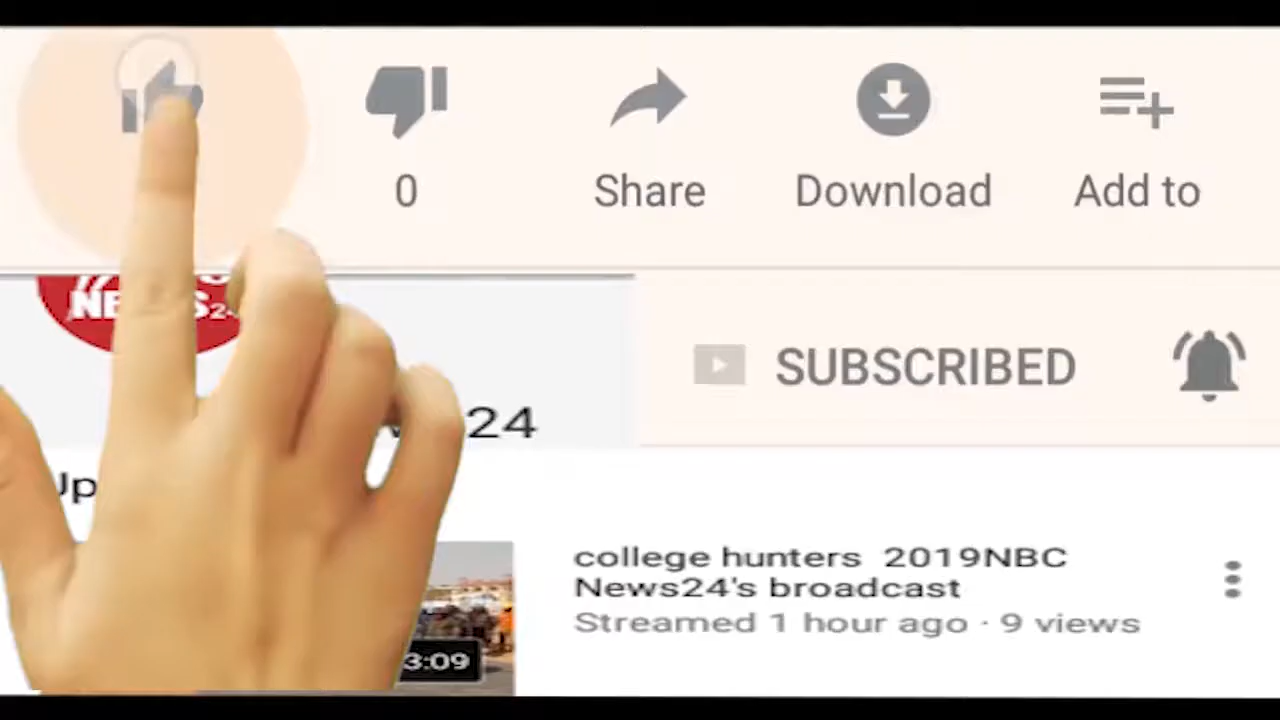 0
Share
Download
Add to
24
SUBSCRIBED
college hunters 2019NBC
News24's broadcast
Streamed 1 hour ago · 9 views
3:09